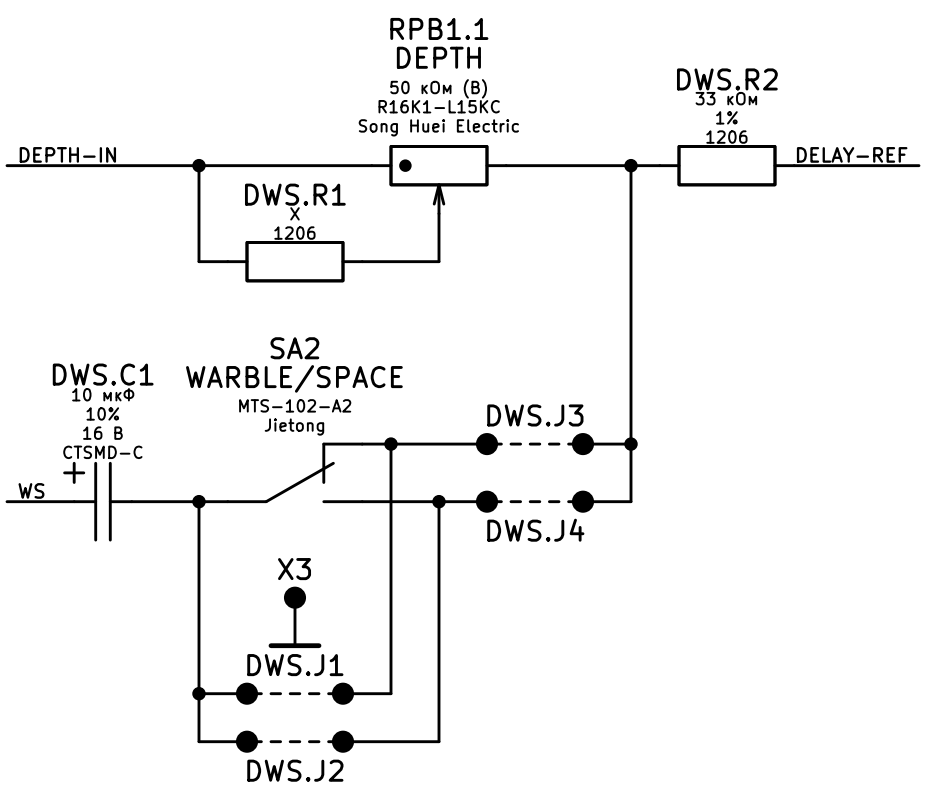 RPB1.1
DEPTH
50 кОм (B)
R16K1-L15KC
Song Huei Electric
DWS.R2
33 кОм
1%
1206
DEPTH-IN
DELAY-REF
DWS.R1
X
1206
SA2
WARBLE/SPACE
MTS-102-A2
Jietong
DWS.C1
10 мкФ
10%
16 В
CTSMD-C
+
WS
DWS.J3
DWS.J4
X3
DWS.J1
DWS.J2